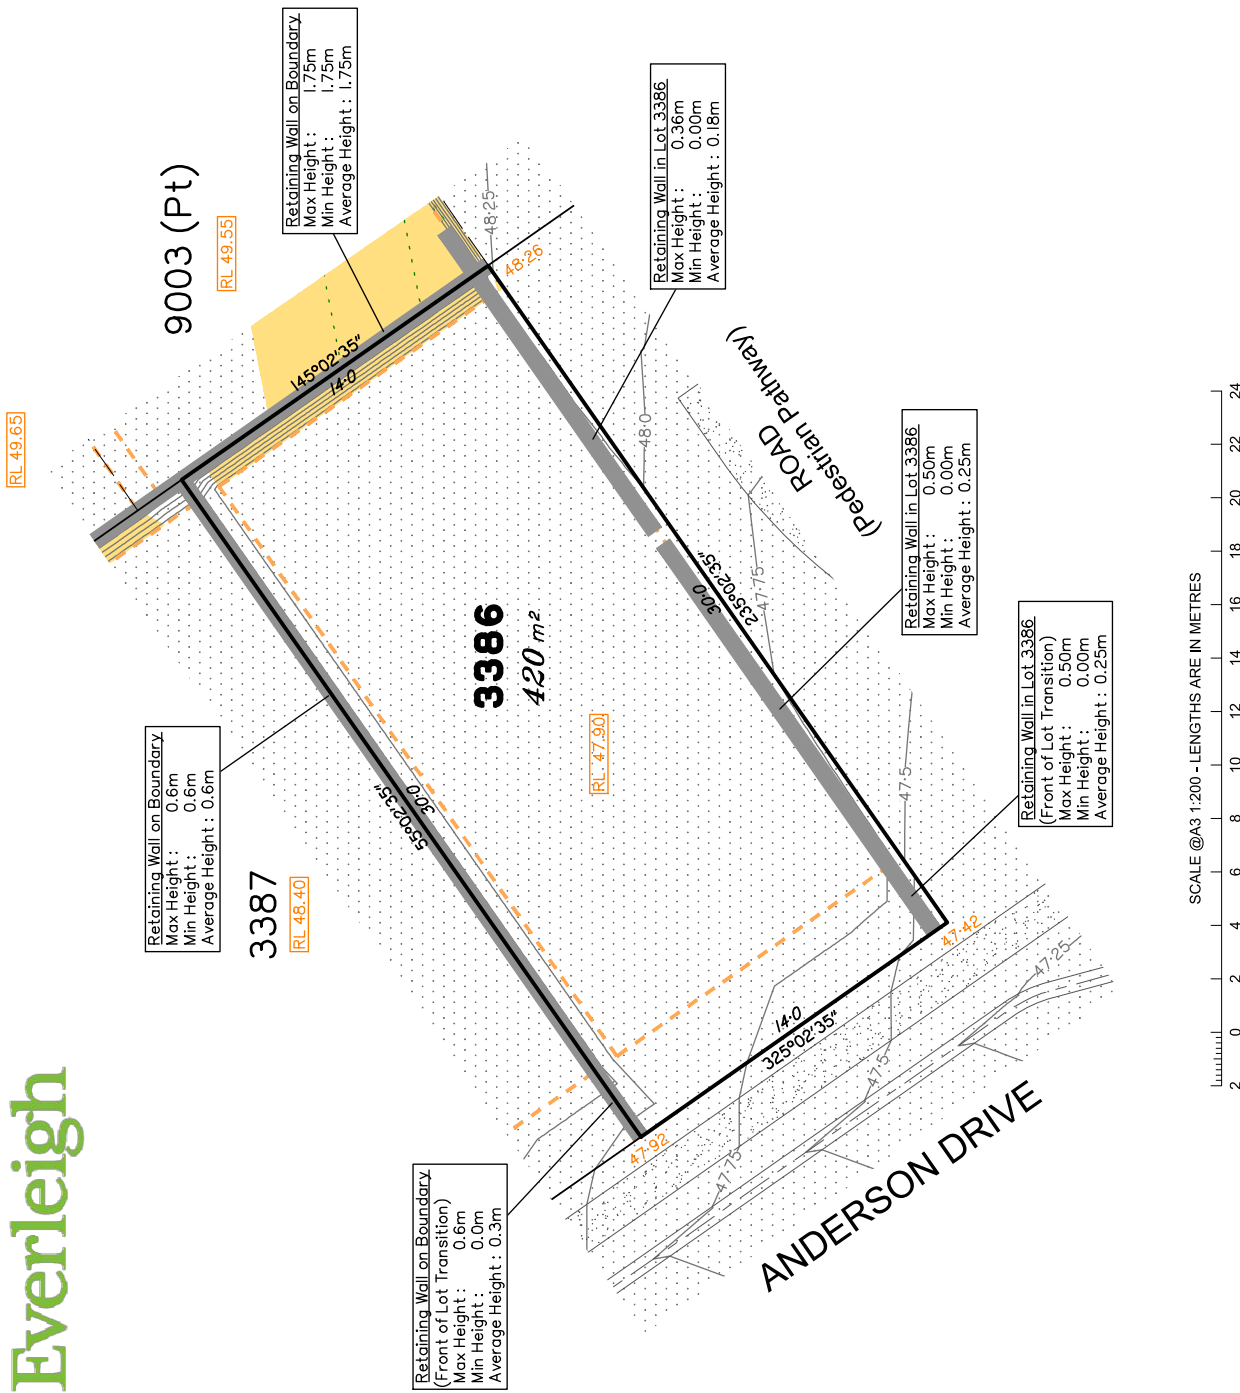 Everleigh
RL 49.65
9003 (Pt)
RL 49.55
Retaining Wall on Boundary
Max Height : 1.75m
Min Height : 1.75m
Average Height : 1.75m
145°02'35"
14·0
48·25
48·26
Retaining Wall in Lot 3386
Max Height : 0.36m
Min Height : 0.00m
Average Height : 0.18m
48·0
ROAD
(Pedestrian Pathway)
Retaining Wall on Boundary
Max Height : 0.6m
Min Height : 0.6m
Average Height : 0.6m
3387
RL 48.40
55°02'35"
30·0
3386
420 m²
RL 47.90
30·0
235°02'35"
47·75
Retaining Wall in Lot 3386
Max Height : 0.50m
Min Height : 0.00m
Average Height : 0.25m
47·5
Retaining Wall in Lot 3386
(Front of Lot Transition)
Max Height : 0.50m
Min Height : 0.00m
Average Height : 0.25m
Retaining Wall on Boundary
(Front of Lot Transition)
Max Height : 0.6m
Min Height : 0.0m
Average Height : 0.3m
47·92
14·0
325°02'35"
47·42
47·75
47·5
47·25
ANDERSON DRIVE
SCALE @A3 1:200 - LENGTHS ARE IN METRES
2 0 2 4 6 8 10 12 14 16 18 20 22 24